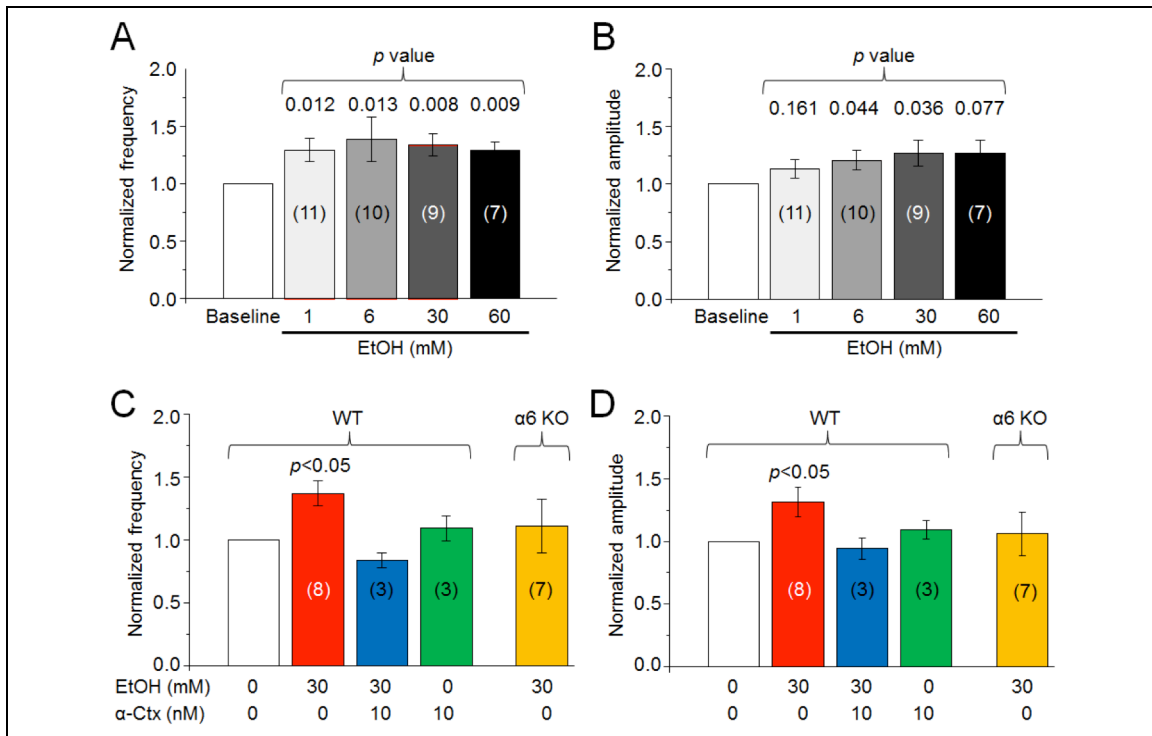 A
p value
2.0
0.012 0.013 0.008 0.009
1.5
1.0
0.5
0.0
Normalized frequency
(11) (10) (9) (7)
Baseline 1 6 30 60
EtOH (mM)
B
p value
2.0
0.161 0.044 0.036 0.077
1.5
1.0
0.5
0.0
Normalized amplitude
(11) (10) (9) (7)
Baseline 1 6 30 60
EtOH (mM)
C
WT α6 KO
2.0
p<0.05
1.5
1.0
0.5
0.0
Normalized frequency
(8) (3) (3) (7)
EtOH (mM) 0 30 30 0 30
α-Ctx (nM) 0 0 10 10 0
D
WT α6 KO
2.0
p<0.05
1.5
1.0
0.5
0.0
Normalized amplitude
(8) (3) (3) (7)
0 30 30 0 30
0 0 10 10 0